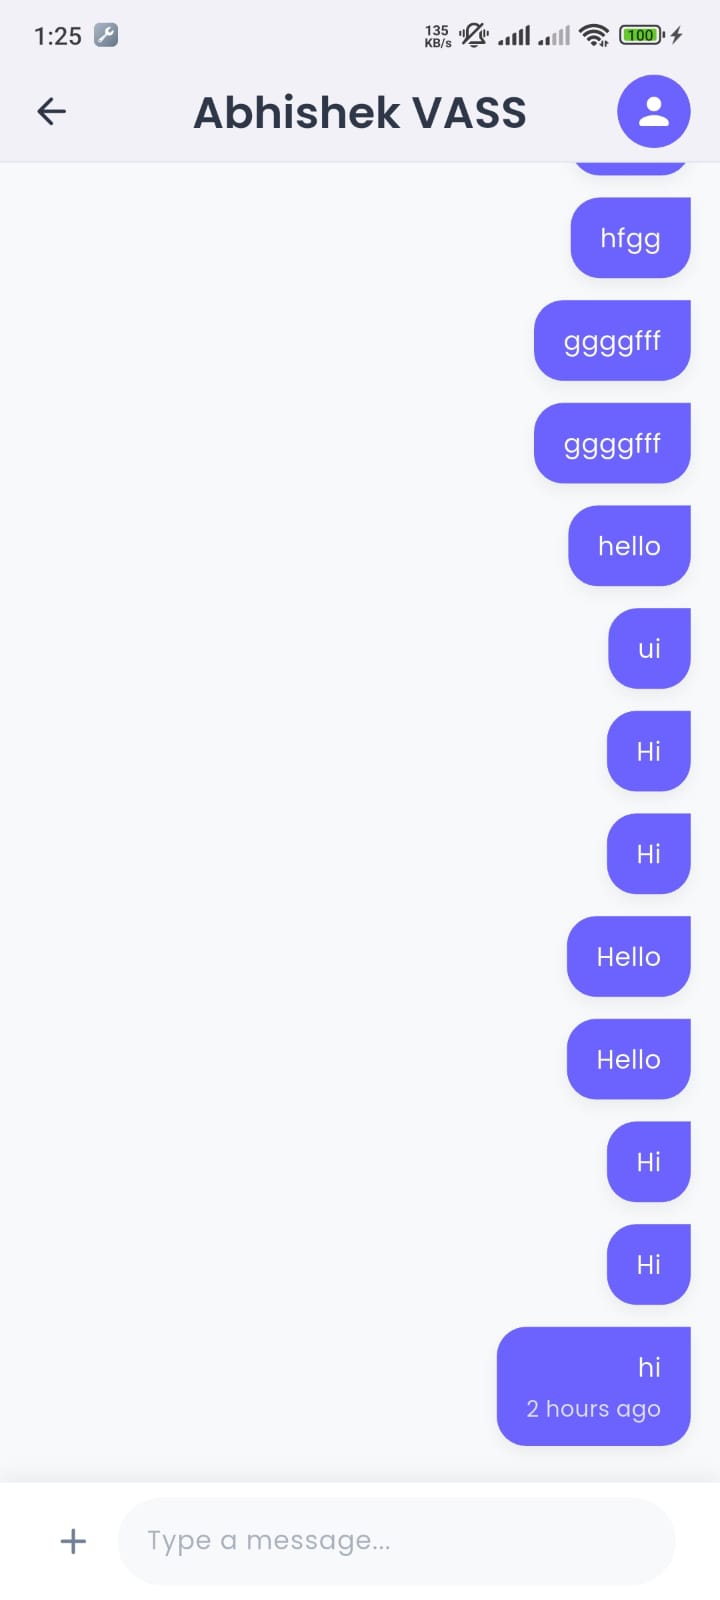 1:25
135
KB/s
100
Abhishek VASS
hfgg
ggggfff
ggggfff
hello
ui
Hi
Hi
Hello
Hello
Hi
Hi
hi
2 hours ago
Type a message...